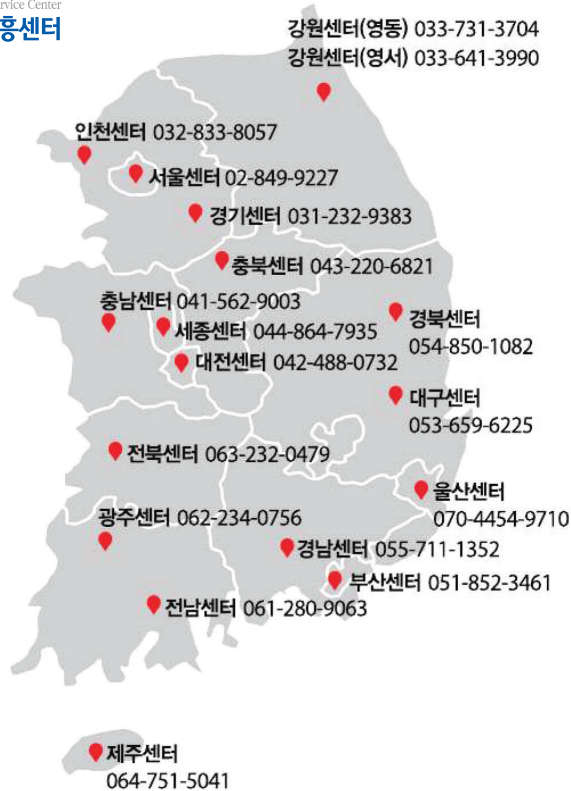 Service Center
흥센터
강원센터(영동) 033-731-3704
강원센터(영서) 033-641-3990
인천센터 032-833-8057
서울센터 02-849-9227
경기센터 031-232-9383
충북센터 043-220-6821
충남센터 041-562-9003
세종센터 044-864-7935
대전센터 042-488-0732
경북센터
054-850-1082
대구센터
053-659-6225
전북센터 063-232-0479
울산센터
070-4454-9710
광주센터 062-234-0756
경남센터 055-711-1352
부산센터 051-852-3461
전남센터 061-280-9063
제주센터
064-751-5041